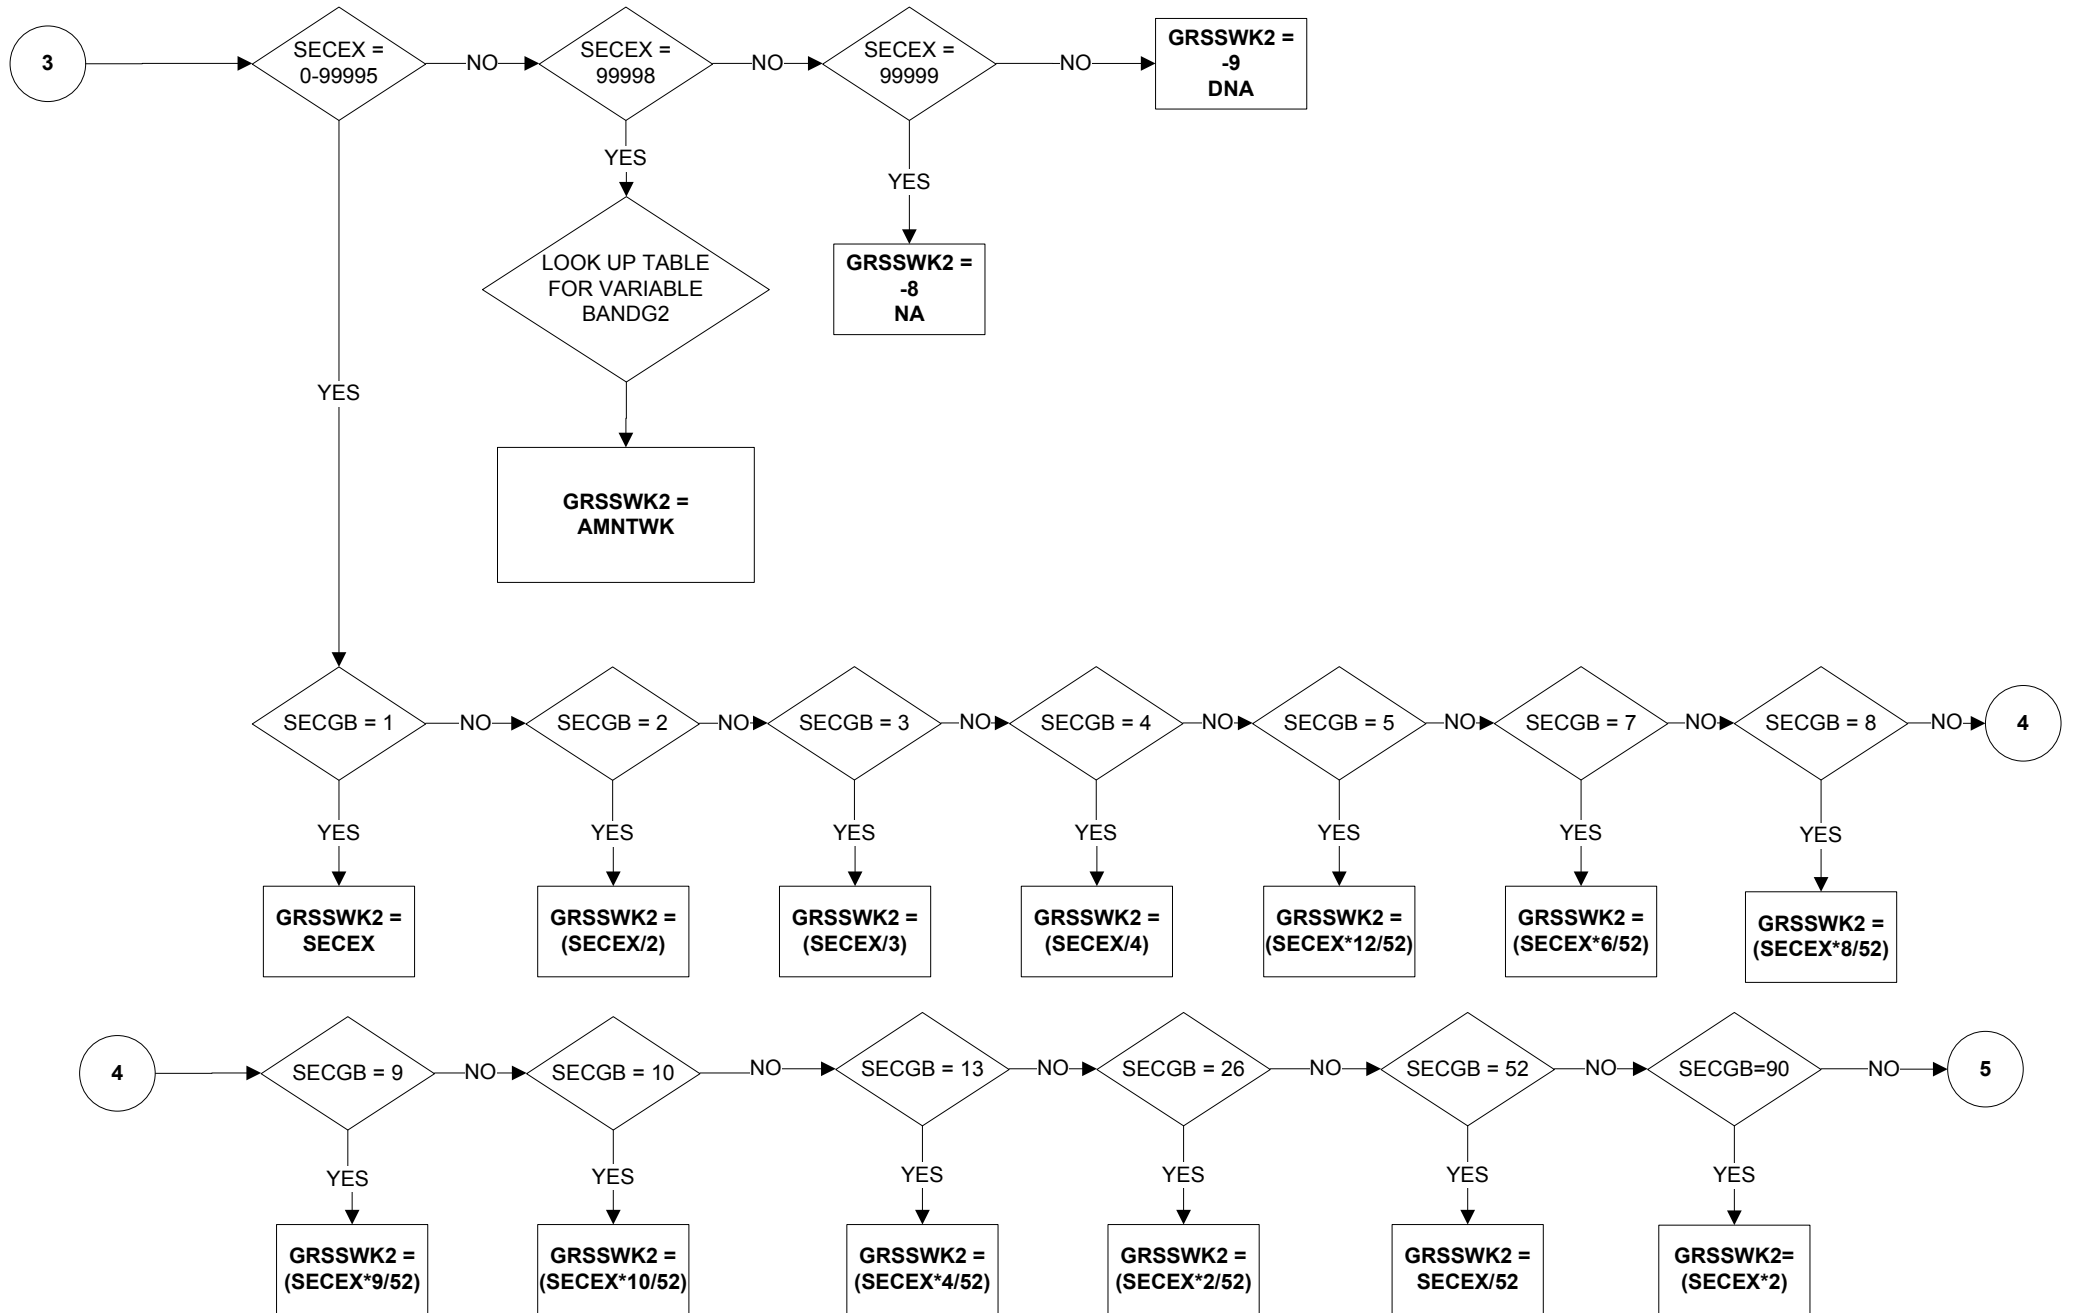 3
SECEX =
0-99995
NO
SECEX =
99998
NO
SECEX =
99999
NO
GRSSWK2 =
-9
DNA
YES
LOOK UP TABLE
FOR VARIABLE
BANDG2
YES
GRSSWK2 =
-8
NA
YES
GRSSWK2 =
AMNTWK
SECGB = 1
NO
SECGB = 2
NO
SECGB = 3
NO
SECGB = 4
NO
SECGB = 5
NO
SECGB = 7
NO
SECGB = 8
NO
4
YES
YES
YES
YES
YES
YES
YES
GRSSWK2 =
SECEX
GRSSWK2 =
(SECEX/2)
GRSSWK2 =
(SECEX/3)
GRSSWK2 =
(SECEX/4)
GRSSWK2 =
(SECEX*12/52)
GRSSWK2 =
(SECEX*6/52)
GRSSWK2 =
(SECEX*8/52)
4
SECGB = 9
NO
SECGB = 10
NO
SECGB = 13
NO
SECGB = 26
NO
SECGB = 52
NO
SECGB=90
NO
5
YES
YES
YES
YES
YES
YES
GRSSWK2 =
(SECEX*9/52)
GRSSWK2 =
(SECEX*10/52)
GRSSWK2 =
(SECEX*4/52)
GRSSWK2 =
(SECEX*2/52)
GRSSWK2 =
SECEX/52
GRSSWK2=
(SECEX*2)